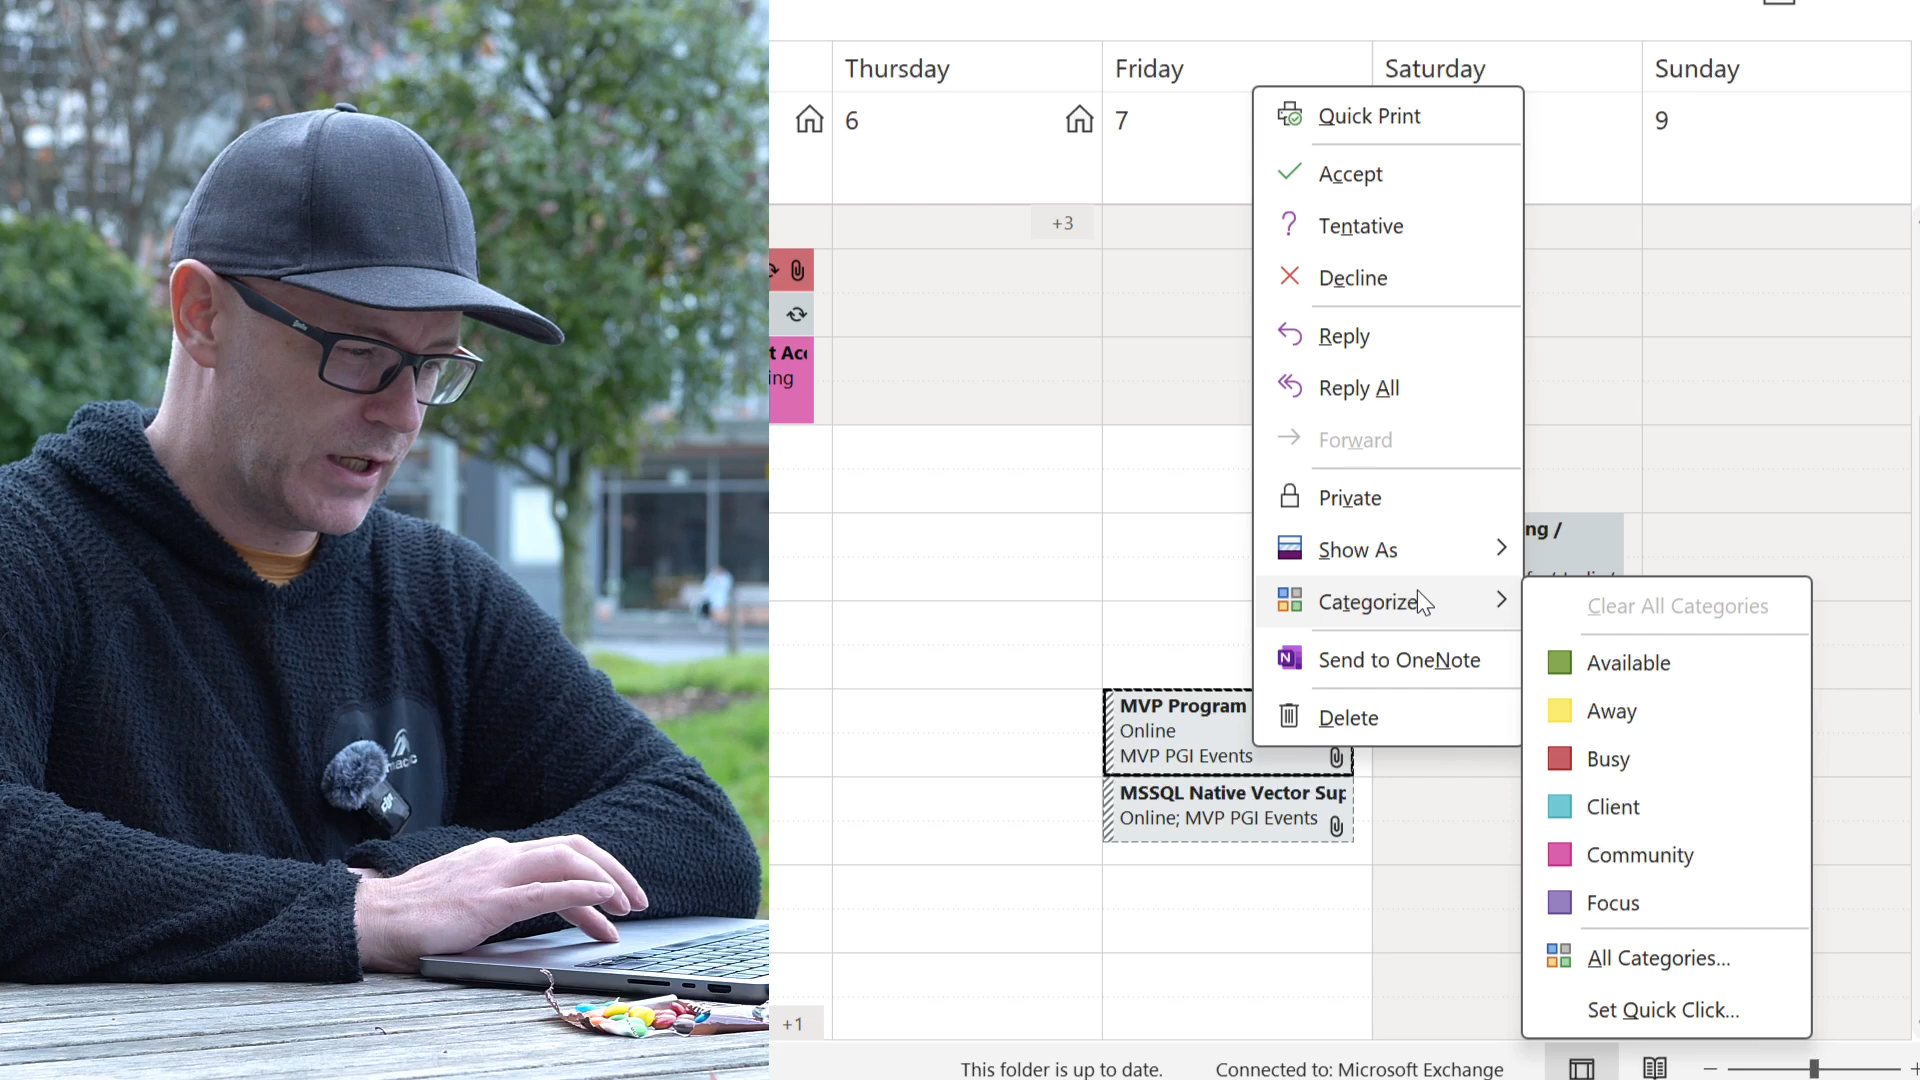 Thursday
Friday
Saturday
Sunday
6
7
9
+3
t Acc
ing
Quick Print
Accept
Tentative
Decline
Reply
Reply All
Forward
Private
Show As
Categorize
Send to OneNote
Delete
ng /
Clear All Categories
Available
Away
Busy
Client
Community
Focus
All Categories...
Set Quick Click...
MVP Program
Online
MVP PGI Events
MSSQL Native Vector Sup
Online; MVP PGI Events
+1
This folder is up to date.
Connected to: Microsoft Exchange